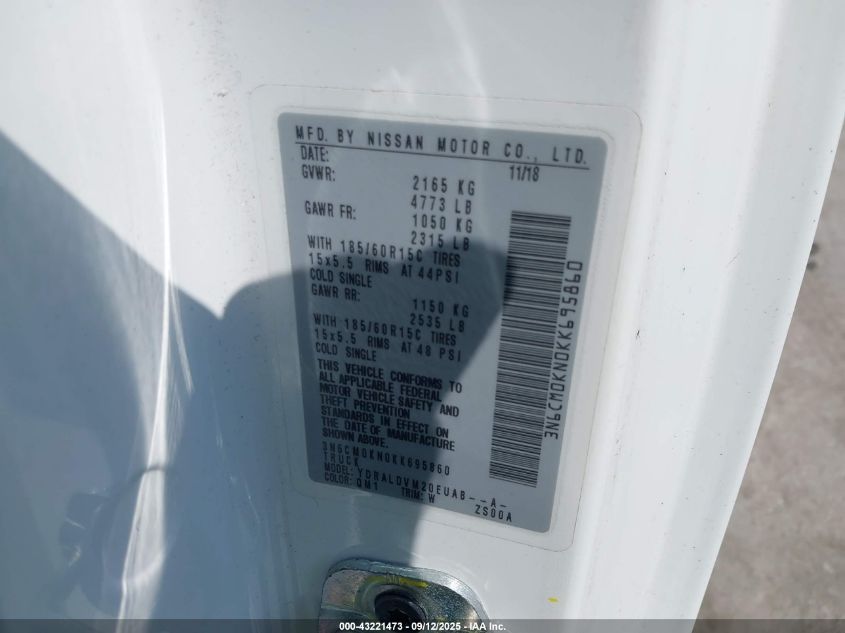 MFD. BY NISSAN MOTOR CO., LTD.
DATE: 11/18
GVWR: 2165 KG
4773 LB
GAWR FR: 1050 KG
2315 LB
WITH 185/60R15C TIRES
15x5.5 RIMS AT 44PSI
COLD SINGLE
GAWR RR: 1150 KG
2535 LB
WITH 185/60R15C TIRES
15x5.5 RIMS AT 48 PSI
COLD SINGLE
THIS VEHICLE CONFORMS TO
ALL APPLICABLE FEDERAL
MOTOR VEHICLE SAFETY AND
THEFT PREVENTION
STANDARDS IN EFFECT ON
THE DATE OF MANUFACTURE
SHOWN ABOVE.
3N6CM0KN0KK695860
TRUCK
MODEL: YDRALDVM20EUAB--A-
COLOR: QM1 TRIM: W ZS00A
3N6CM0KN0KK695860
000-43221473 - 09/12/2025 - IAA Inc.